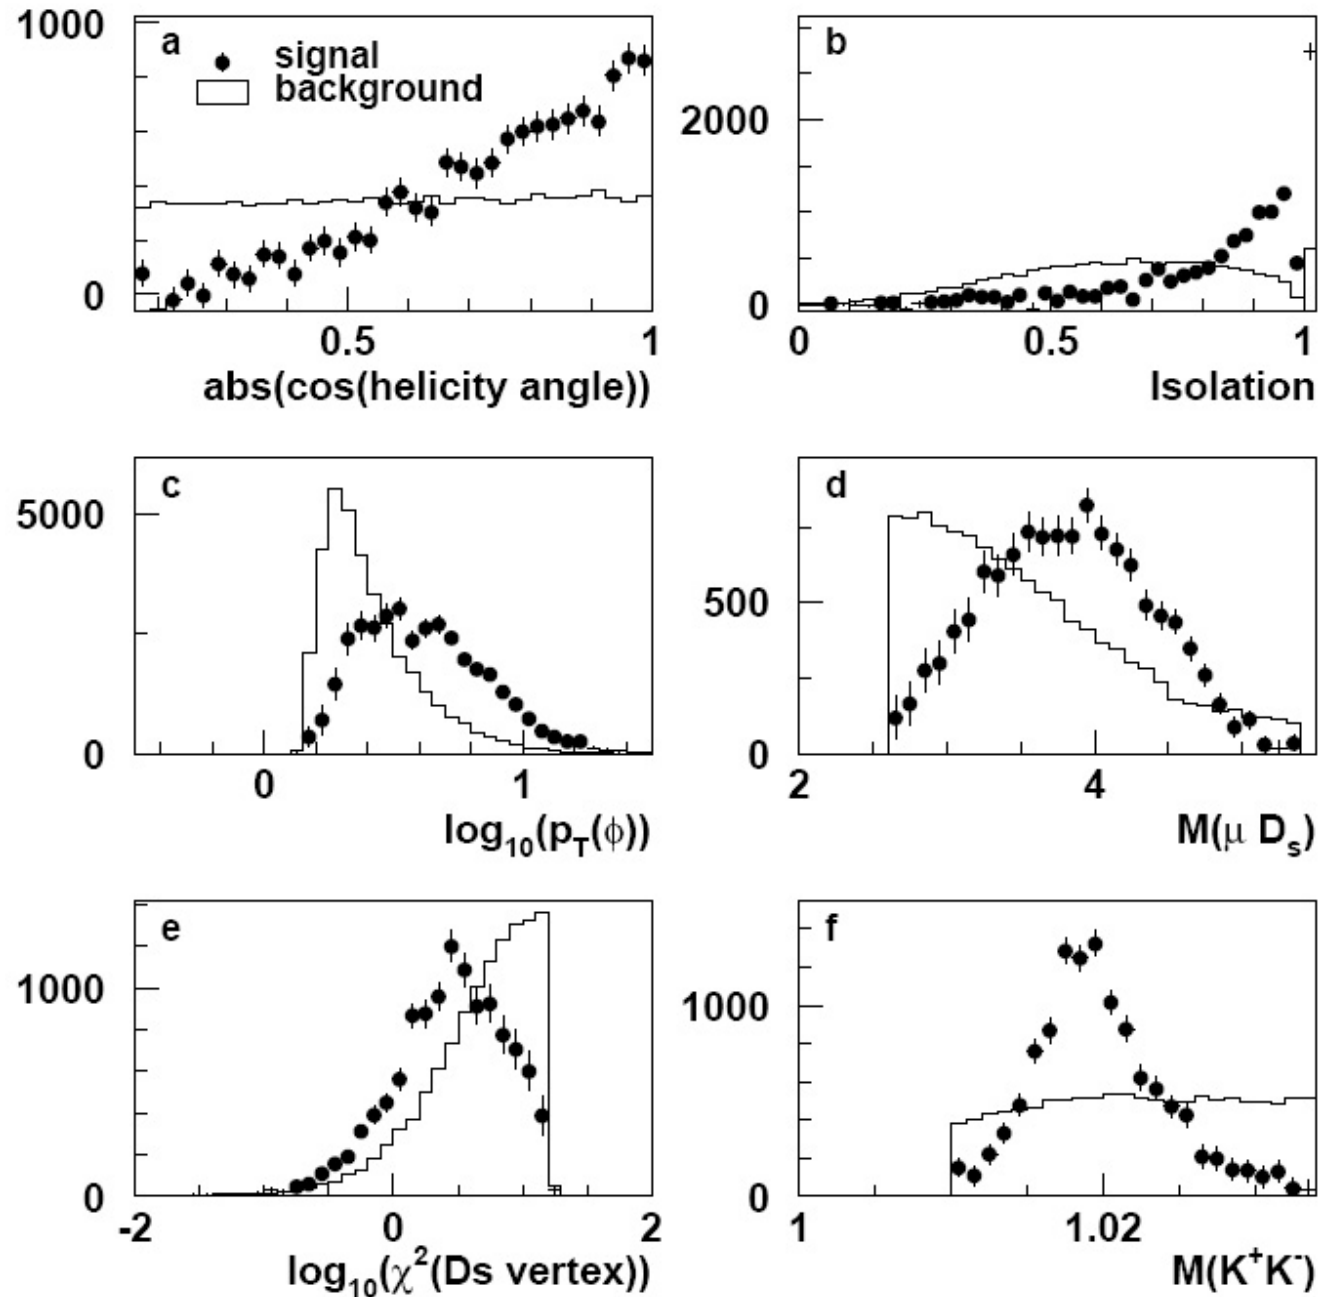 1000
a
signal
background
0
0.5
1
abs(cos(helicity angle))
b
2000
0
0
0.5
1
Isolation
c
5000
0
0
1
log₁₀(p_T(ϕ))
d
500
0
2
4
M(μ D_s)
e
1000
0
-2
0
2
log₁₀(χ²(Ds vertex))
f
1000
0
1
1.02
M(K⁺K⁻)